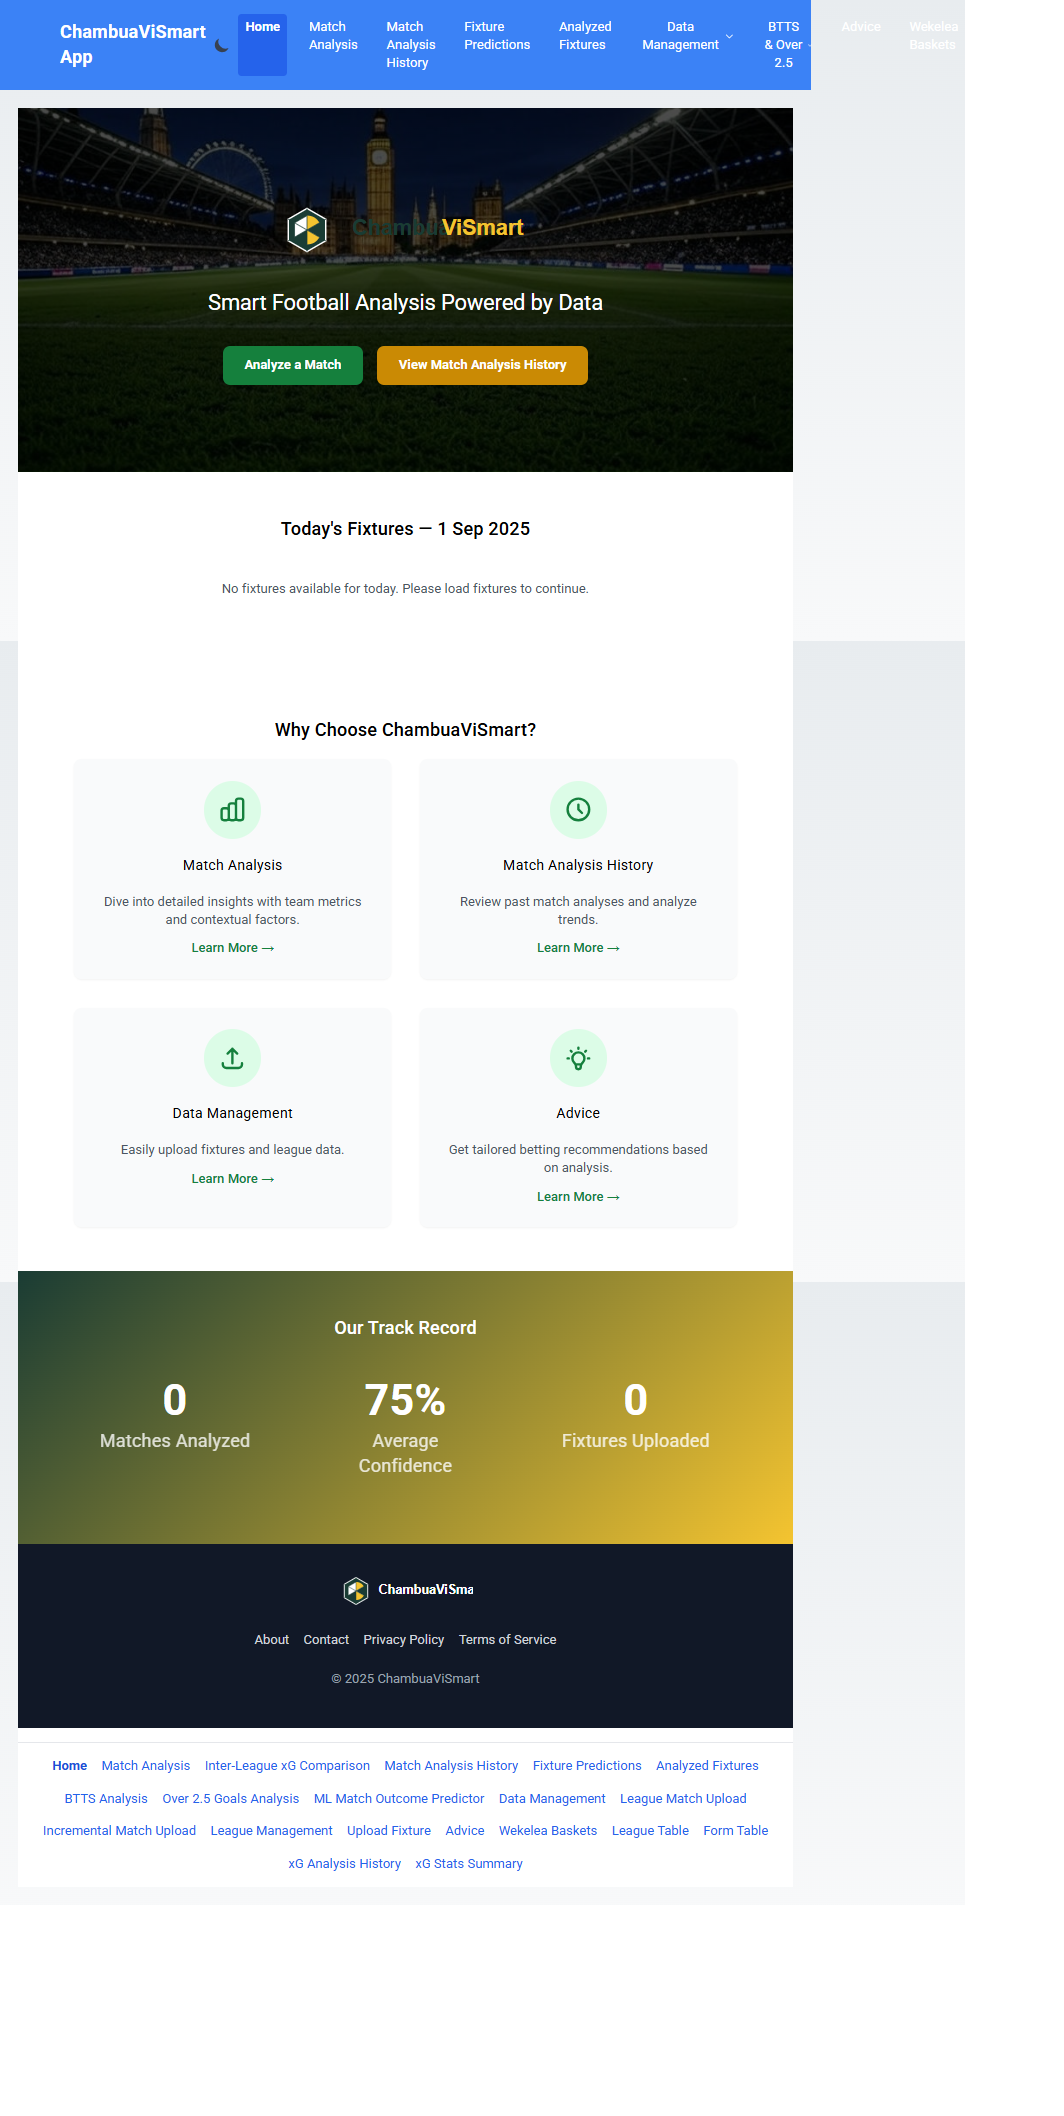 ChambuaViSmart
App
Home
Match
Analysis
Match
Analysis
History
Fixture
Predictions
Analyzed
Fixtures
Data
Management
BTTS
& Over
2.5
Advice
Wekelea
Baskets
ChambuaViSmart
Smart Football Analysis Powered by Data
Analyze a Match
View Match Analysis History
Today's Fixtures — 1 Sep 2025
No fixtures available for today. Please load fixtures to continue.
Why Choose ChambuaViSmart?
Match Analysis
Dive into detailed insights with team metrics
and contextual factors.
Learn More →
Match Analysis History
Review past match analyses and analyze
trends.
Learn More →
Data Management
Easily upload fixtures and league data.
Learn More →
Advice
Get tailored betting recommendations based
on analysis.
Learn More →
Our Track Record
0
Matches Analyzed
75%
Average
Confidence
0
Fixtures Uploaded
ChambuaViSma
About Contact Privacy Policy Terms of Service
© 2025 ChambuaViSmart
Home Match Analysis Inter-League xG Comparison Match Analysis History Fixture Predictions Analyzed Fixtures
BTTS Analysis Over 2.5 Goals Analysis ML Match Outcome Predictor Data Management League Match Upload
Incremental Match Upload League Management Upload Fixture Advice Wekelea Baskets League Table Form Table
xG Analysis History xG Stats Summary